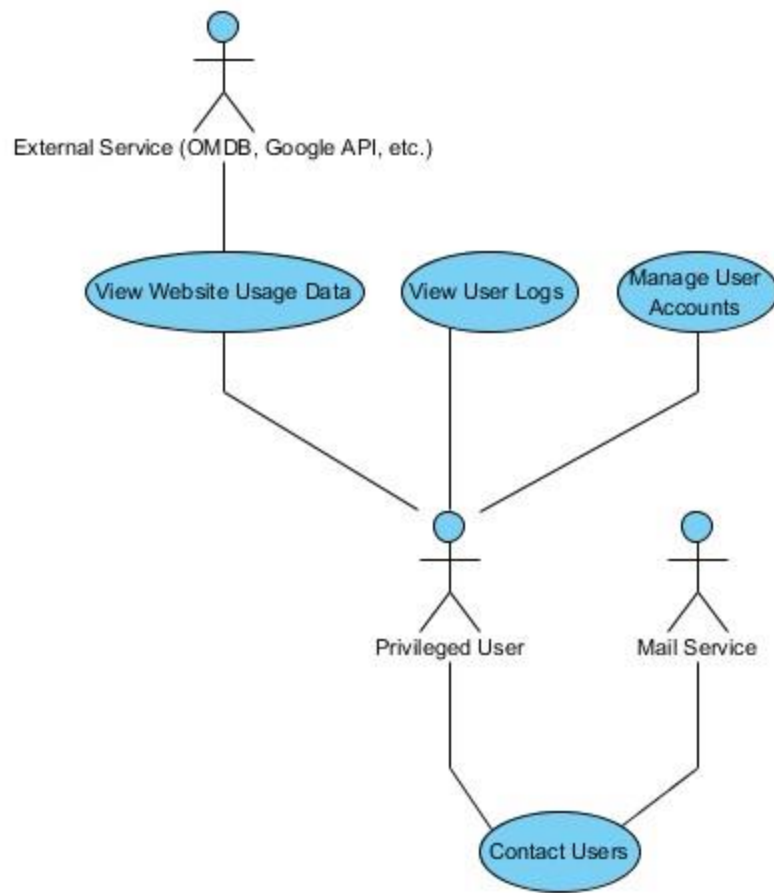 External Service (OMDB, Google API, etc.)
View Website Usage Data
View User Logs
Manage User
Accounts
Privileged User
Mail Service
Contact Users